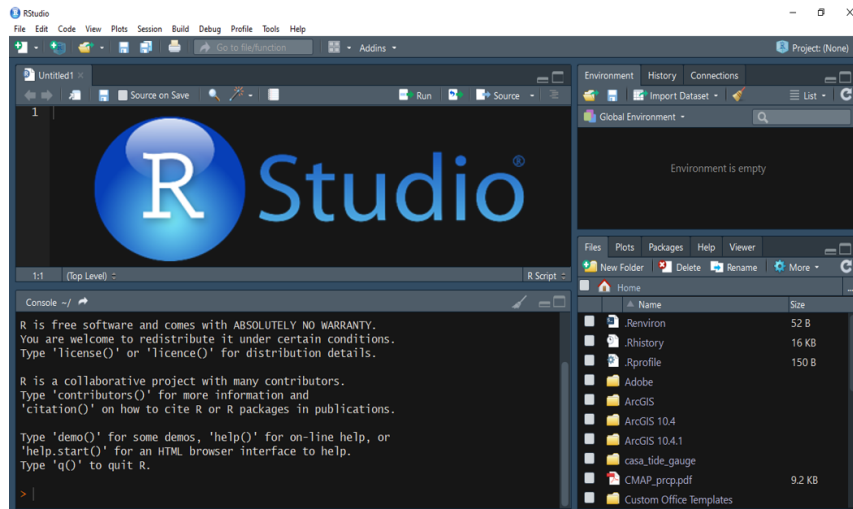 RStudio
File Edit Code View Plots Session Build Debug Profile Tools Help
Go to file/function Addins Project: (None)
Untitled1
Source on Save Run Source
1
R Studio®
1:1 (Top Level) R Script
Console ~/
R is free software and comes with ABSOLUTELY NO WARRANTY.
You are welcome to redistribute it under certain conditions.
Type 'license()' or 'licence()' for distribution details.
R is a collaborative project with many contributors.
Type 'contributors()' for more information and
'citation()' on how to cite R or R packages in publications.
Type 'demo()' for some demos, 'help()' for on-line help, or
'help.start()' for an HTML browser interface to help.
Type 'q()' to quit R.
>
Environment History Connections
Import Dataset List
Global Environment
Environment is empty
Files Plots Packages Help Viewer
New Folder Delete Rename More
Home ...
Name Size
.Renviron 52 B
.Rhistory 16 KB
.Rprofile 150 B
Adobe
ArcGIS
ArcGIS 10.4
ArcGIS 10.4.1
casa_tide_gauge
CMAP_prcp.pdf 9.2 KB
Custom Office Templates